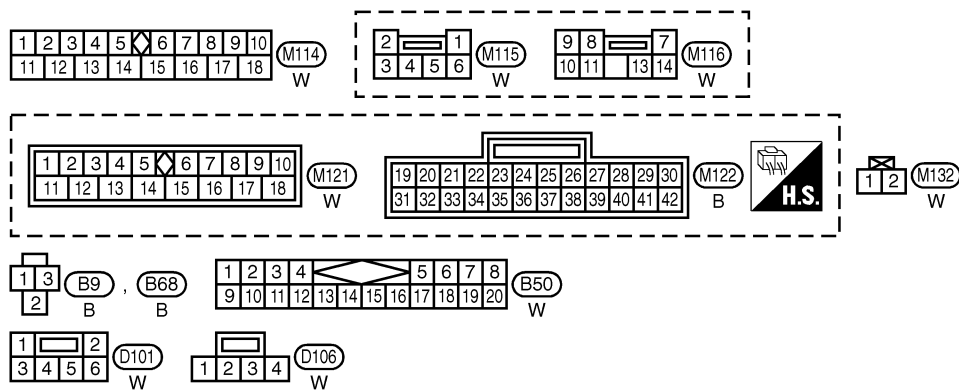 1 2 3 4 5 6 7 8 9 10
11 12 13 14 15 16 17 18
M114
W
2 1
3 4 5 6
M115
W
9 8 7
10 11 13 14
M116
W
1 2 3 4 5 6 7 8 9 10
11 12 13 14 15 16 17 18
M121
W
19 20 21 22 23 24 25 26 27 28 29 30
31 32 33 34 35 36 37 38 39 40 41 42
M122
B
H.S.
1 2
M132
W
1 3
2
B9 , B68
B B
1 2 3 4 5 6 7 8
9 10 11 12 13 14 15 16 17 18 19 20
B50
W
1 2
3 4 5 6
D101
W
1 2 3 4
D106
W